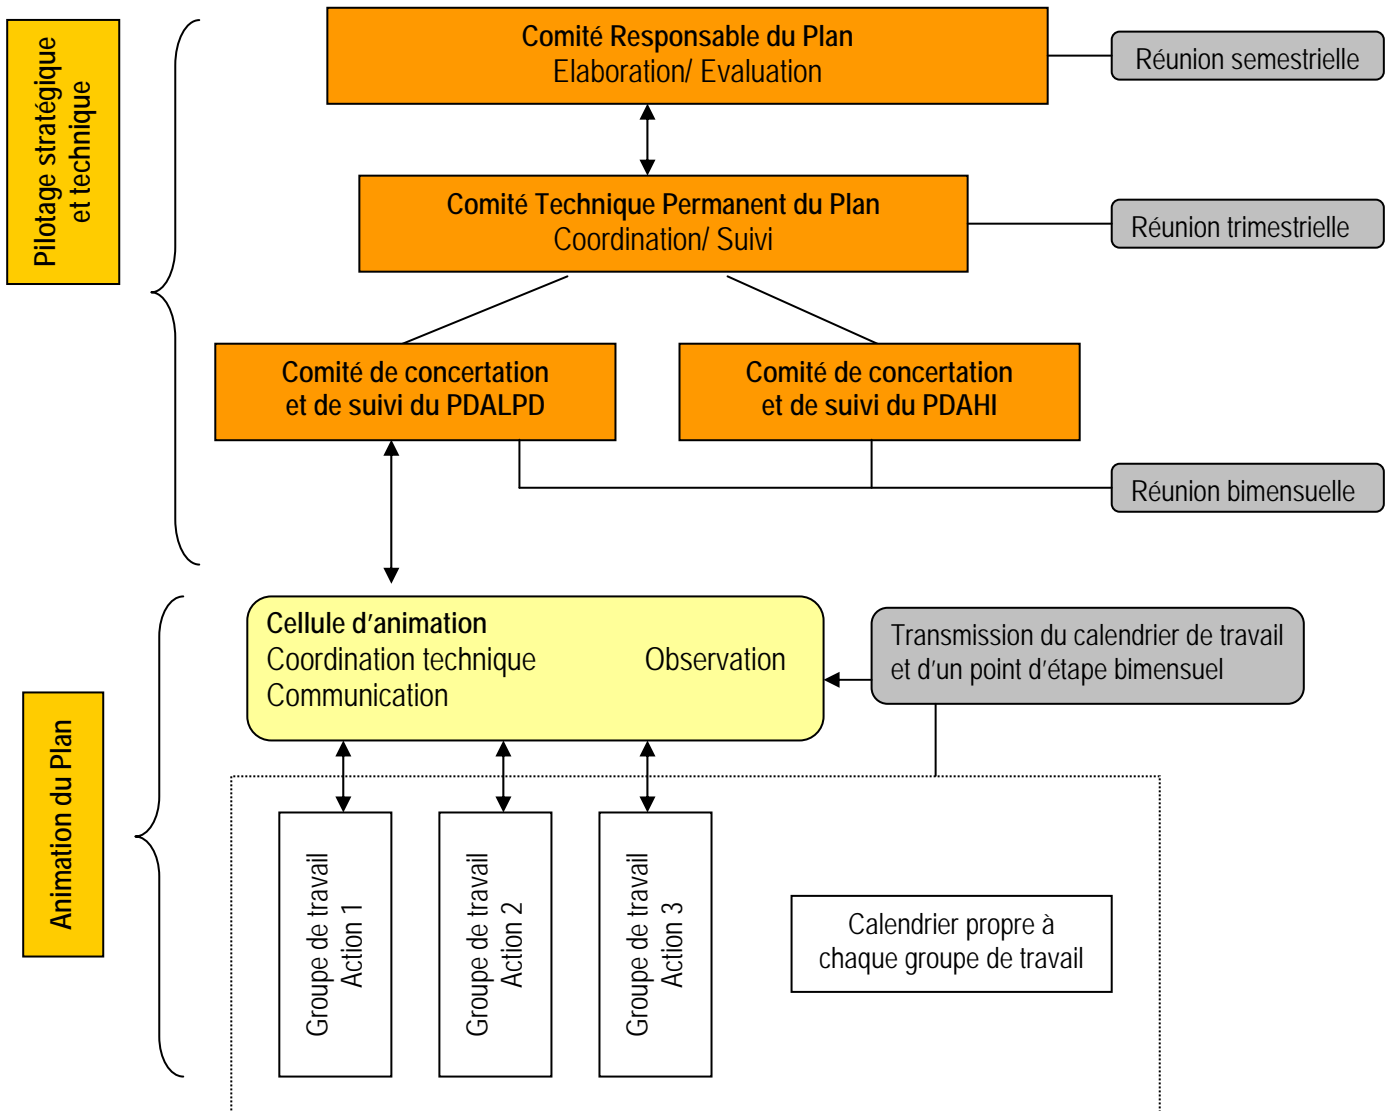 Pilotage stratégique
et technique
Comité Responsable du Plan
Elaboration/ Evaluation
Réunion semestrielle
Comité Technique Permanent du Plan
Coordination/ Suivi
Réunion trimestrielle
Comité de concertation
et de suivi du PDALPD
Comité de concertation
et de suivi du PDAHI
Réunion bimensuelle
Animation du Plan
Cellule d'animation
Coordination technique Observation
Communication
Transmission du calendrier de travail
et d'un point d'étape bimensuel
Groupe de travail
Action 1
Groupe de travail
Action 2
Groupe de travail
Action 3
Calendrier propre à
chaque groupe de travail